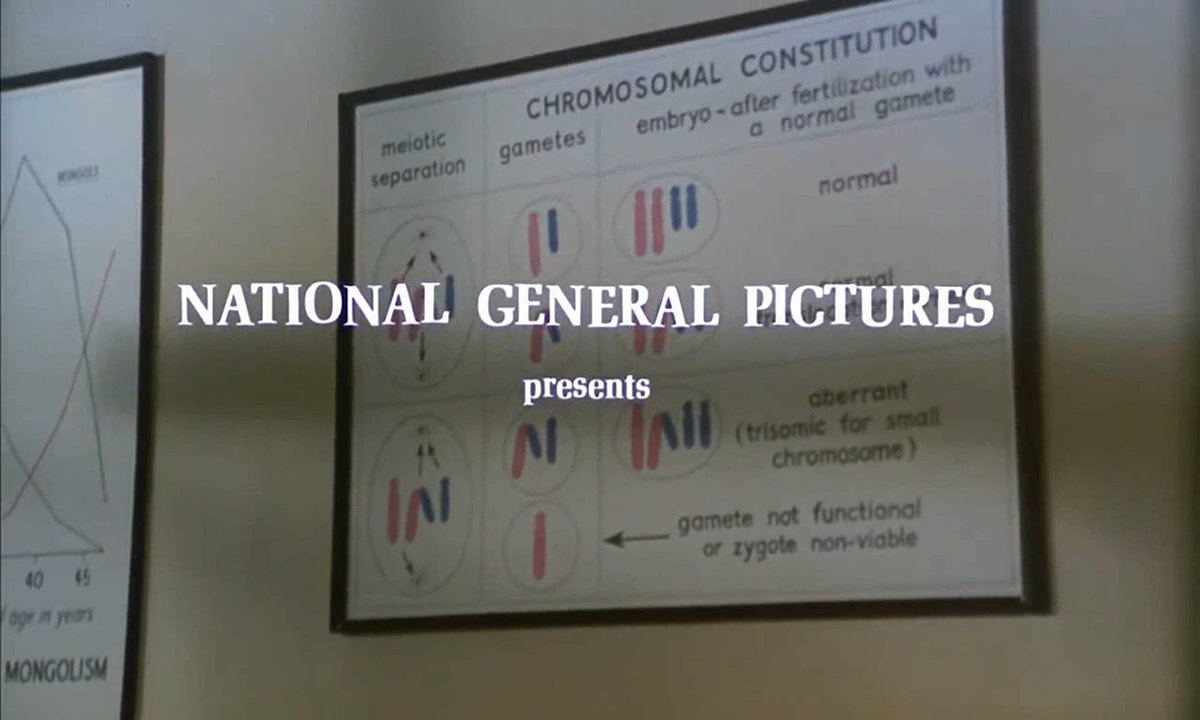 NATIONAL GENERAL PICTURES
presents
CHROMOSOMAL CONSTITUTION
meiotic
separation
gametes
embryo - after fertilization with
a normal gamete
normal
normal
aberrant
(trisomic for small
chromosome)
gamete not functional
or zygote non-viable
40 45
age in years
MONGOLISM